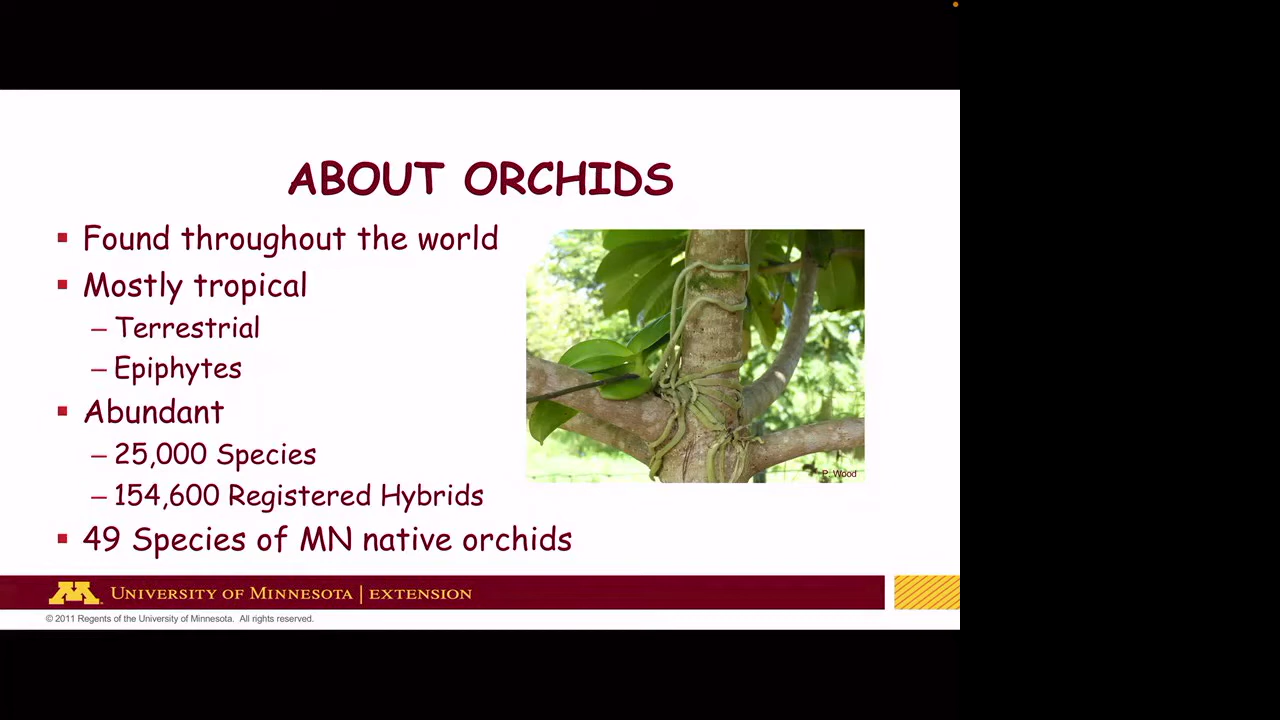 ABOUT ORCHIDS
▪ Found throughout the world
▪ Mostly tropical
– Terrestrial
– Epiphytes
▪ Abundant
– 25,000 Species
– 154,600 Registered Hybrids
▪ 49 Species of MN native orchids
P. Wood
M UNIVERSITY OF MINNESOTA | EXTENSION
© 2011 Regents of the University of Minnesota. All rights reserved.